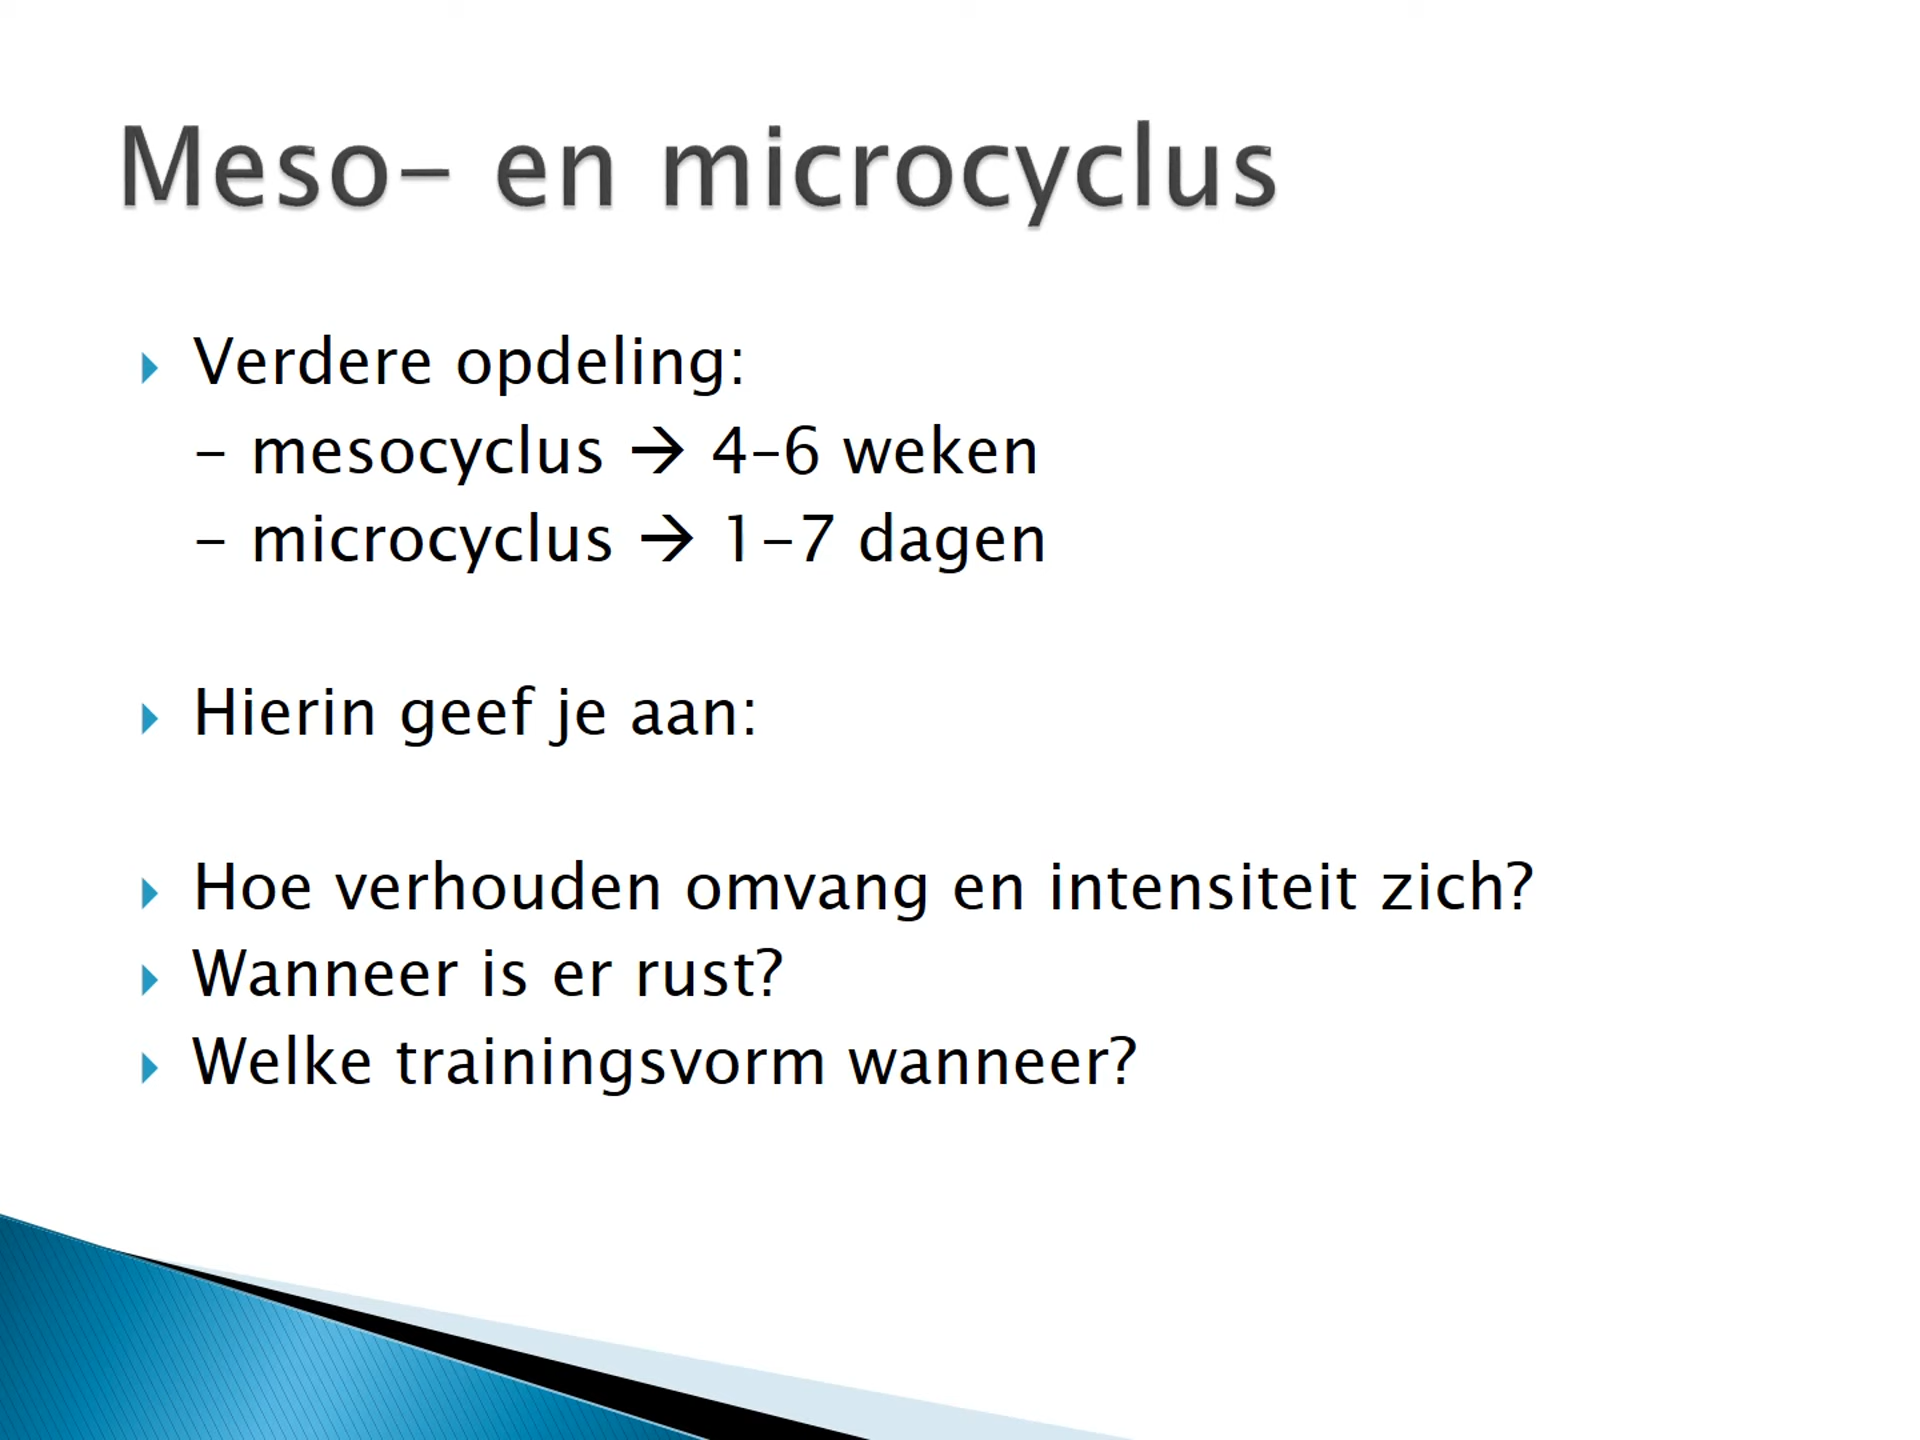 Meso- en microcyclus
Verdere opdeling:
- mesocyclus → 4-6 weken
- microcyclus → 1-7 dagen
Hierin geef je aan:
Hoe verhouden omvang en intensiteit zich?
Wanneer is er rust?
Welke trainingsvorm wanneer?